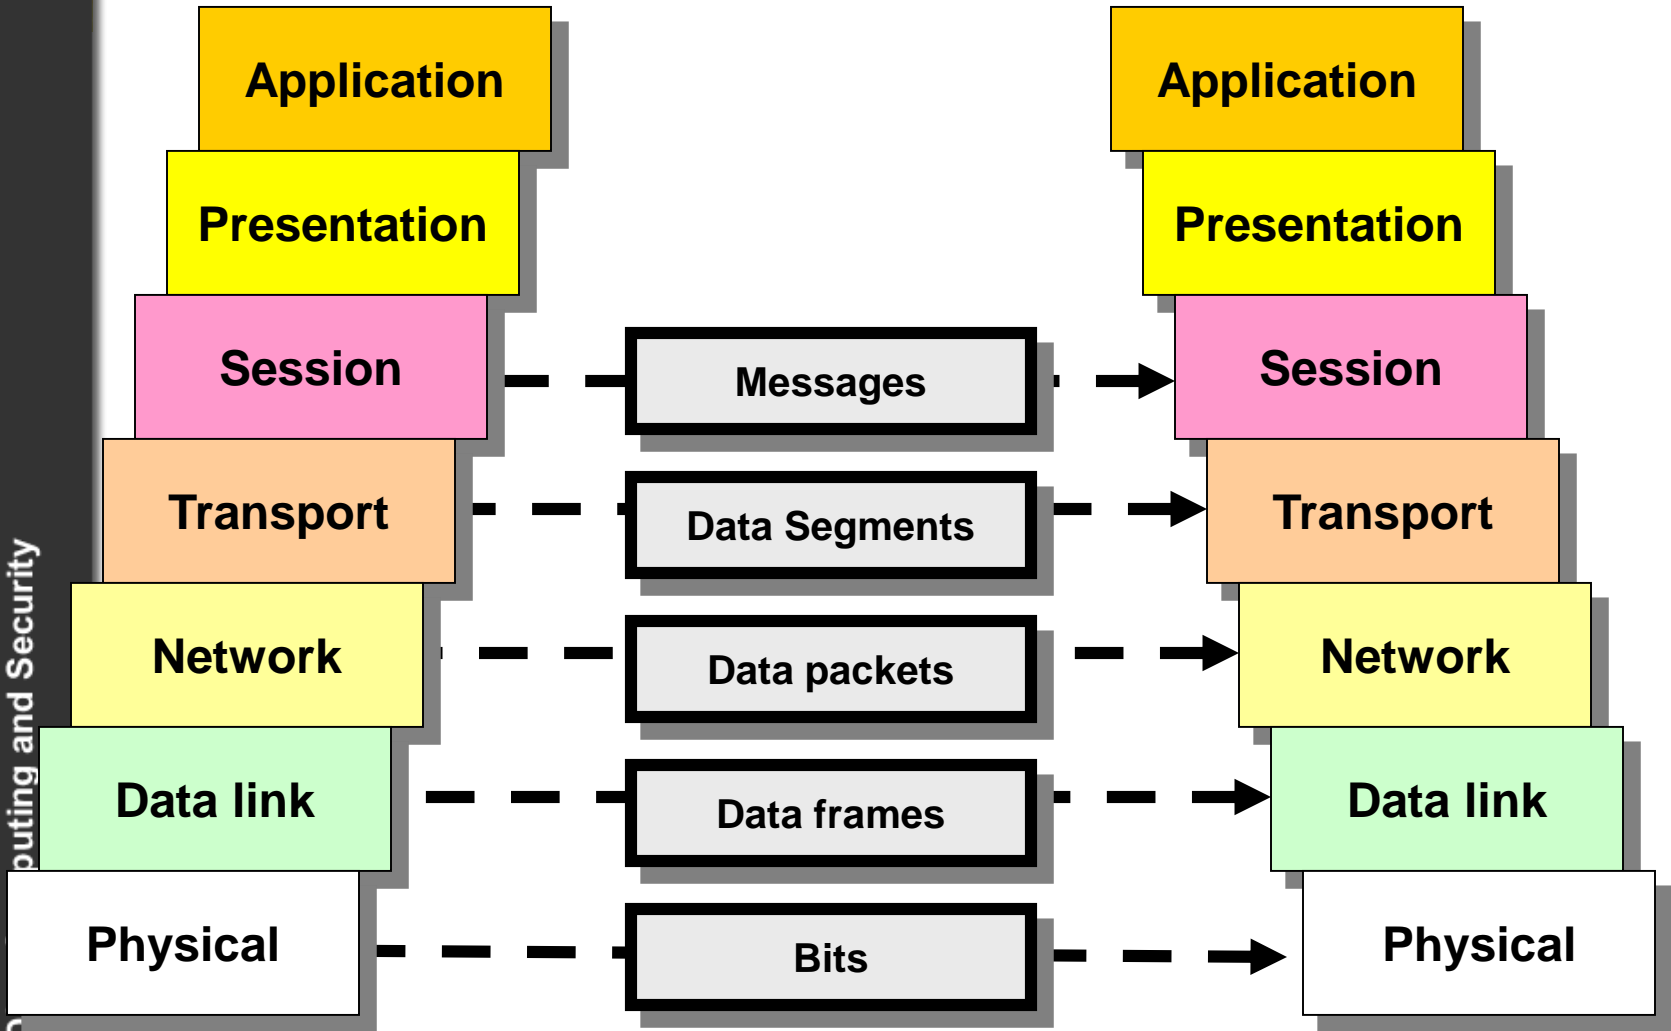 Application
Application
Presentation
Presentation
Session
Messages
Session
Transport
Data Segments
Transport
Network
Data packets
Network
Data link
Data frames
Data link
Physical
Bits
Physical
and Security